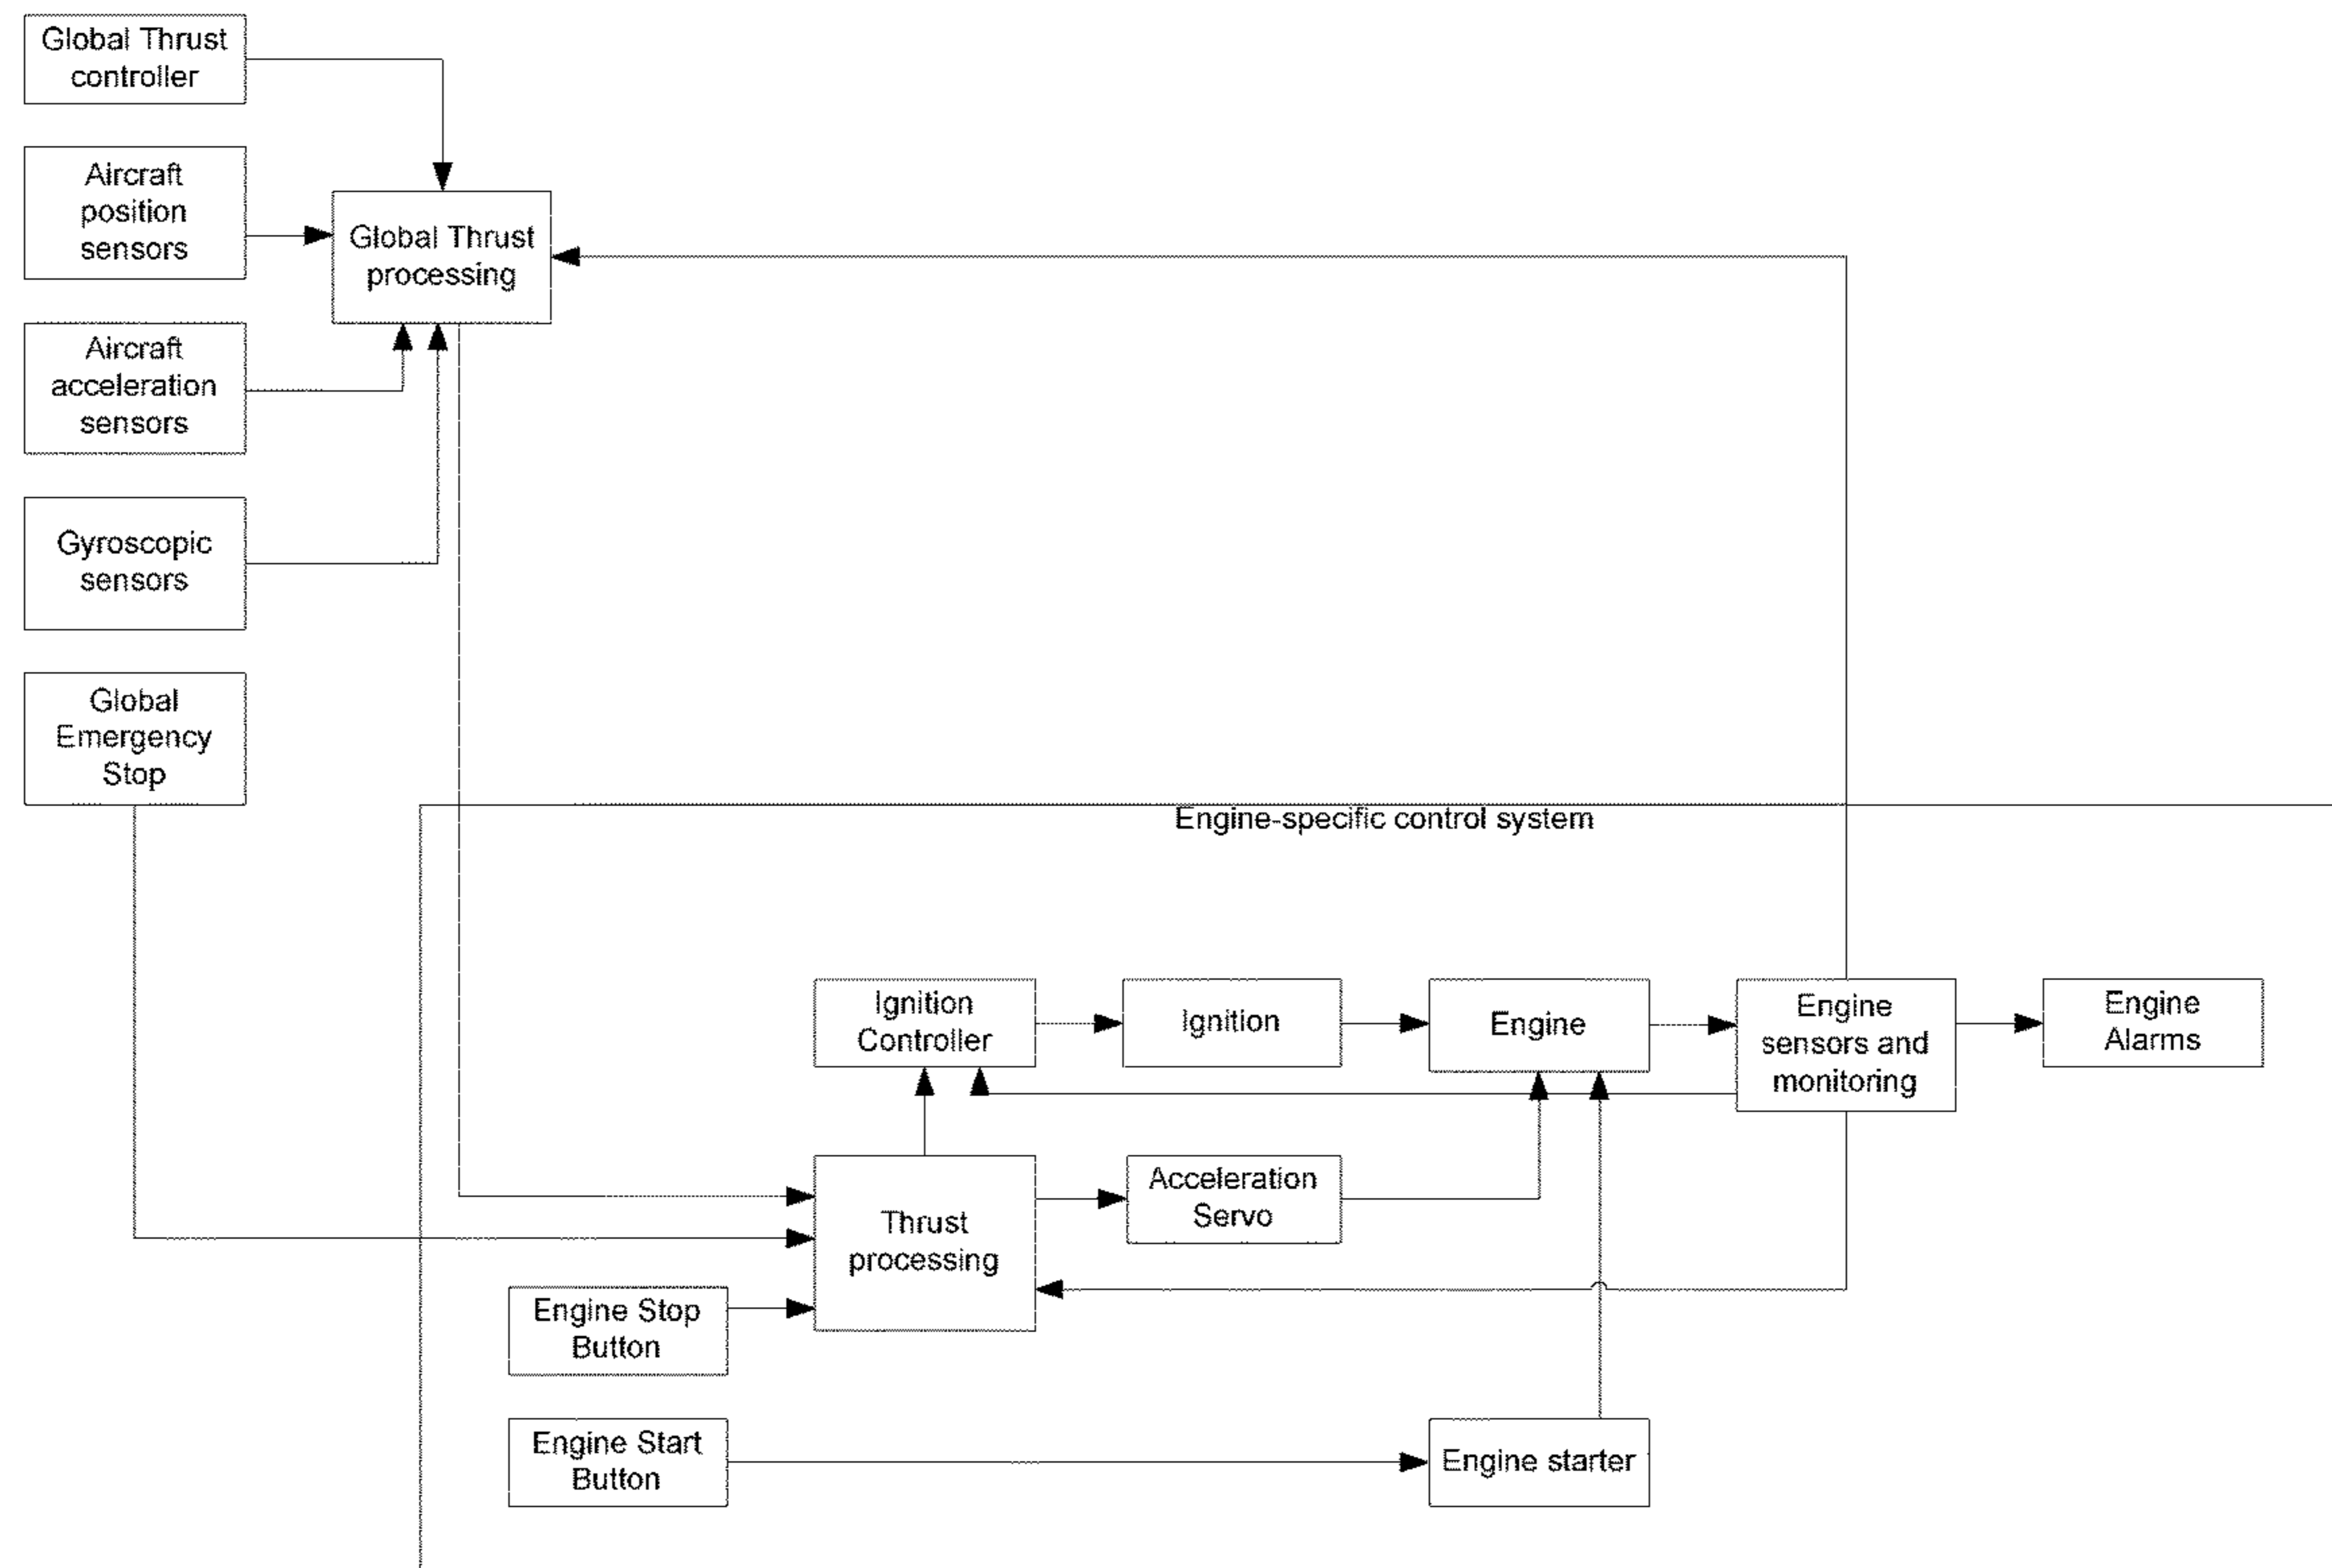 Global Thrust
controller
Aircraft
position
sensors
Global Thrust
processing
Aircraft
acceleration
sensors
Gyroscopic
sensors
Global
Emergency
Stop
Engine-specific control system
Ignition
Controller
Ignition
Engine
Engine
sensors and
monitoring
Engine
Alarms
Thrust
processing
Acceleration
Servo
Engine Stop
Button
Engine Start
Button
Engine starter